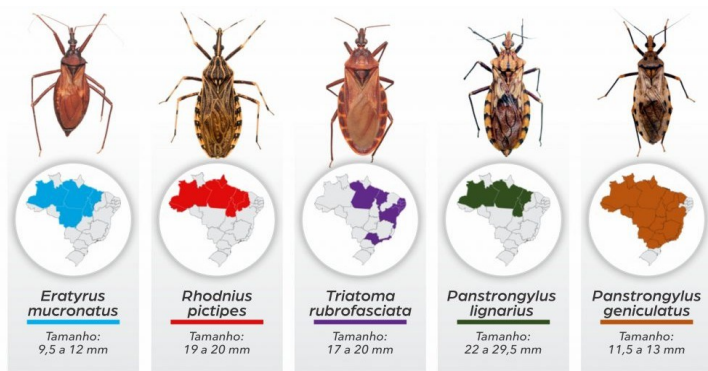 Eratyrus
mucronatus
Tamanho:
9,5 a 12 mm
Rhodnius
pictipes
Tamanho:
19 a 20 mm
Triatoma
rubrofasciata
Tamanho:
17 a 20 mm
Panstrongylus
lignarius
Tamanho:
22 a 29,5 mm
Panstrongylus
geniculatus
Tamanho:
11,5 a 13 mm